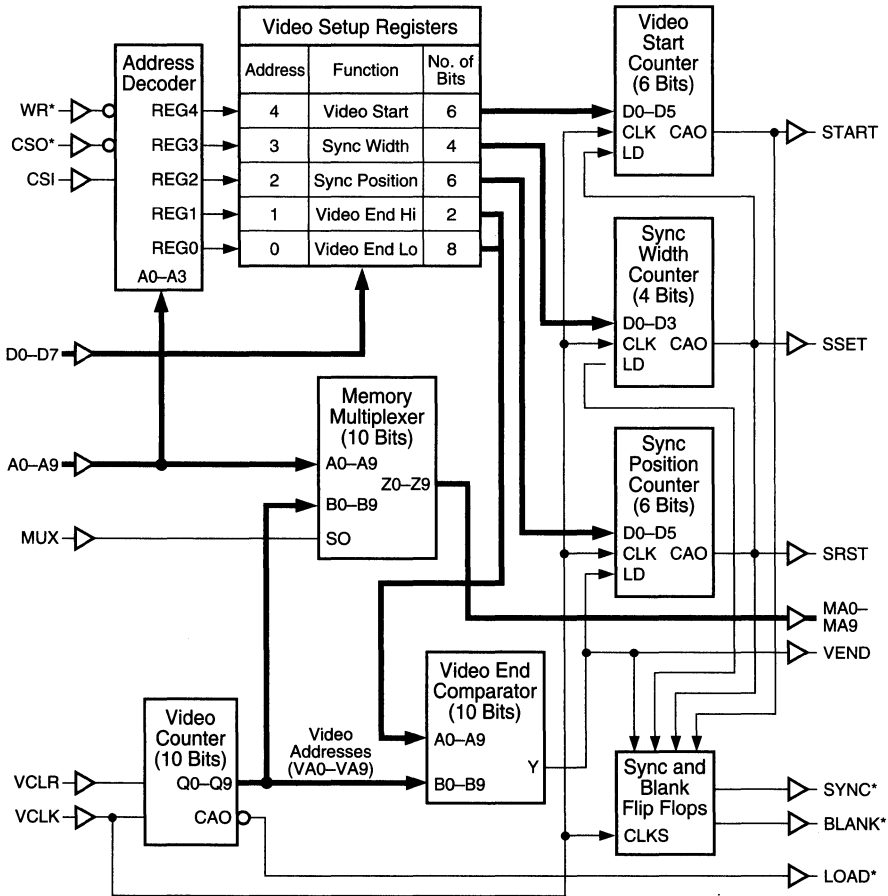 WR*
CSO*
CSI
Address
Decoder
REG4
REG3
REG2
REG1
REG0
A0–A3
Video Setup Registers
Address
Function
No. of
Bits
4 Video Start 6
3 Sync Width 4
2 Sync Position 6
1 Video End Hi 2
0 Video End Lo 8
Video
Start
Counter
(6 Bits)
D0–D5
CLK CAO
LD
START
Sync
Width
Counter
(4 Bits)
D0–D3
CLK CAO
LD
SSET
D0–D7
A0–A9
MUX
Memory
Multiplexer
(10 Bits)
A0–A9
Z0–Z9
B0–B9
SO
Sync
Position
Counter
(6 Bits)
D0–D5
CLK CAO
LD
SRST
MA0–
MA9
VEND
Video End
Comparator
(10 Bits)
A0–A9
Y
B0–B9
Video
Addresses
(VA0–VA9)
Video
Counter
(10 Bits)
Q0–Q9
CAO
VCLR
VCLK
Sync and
Blank
Flip Flops
CLKS
SYNC*
BLANK*
LOAD*